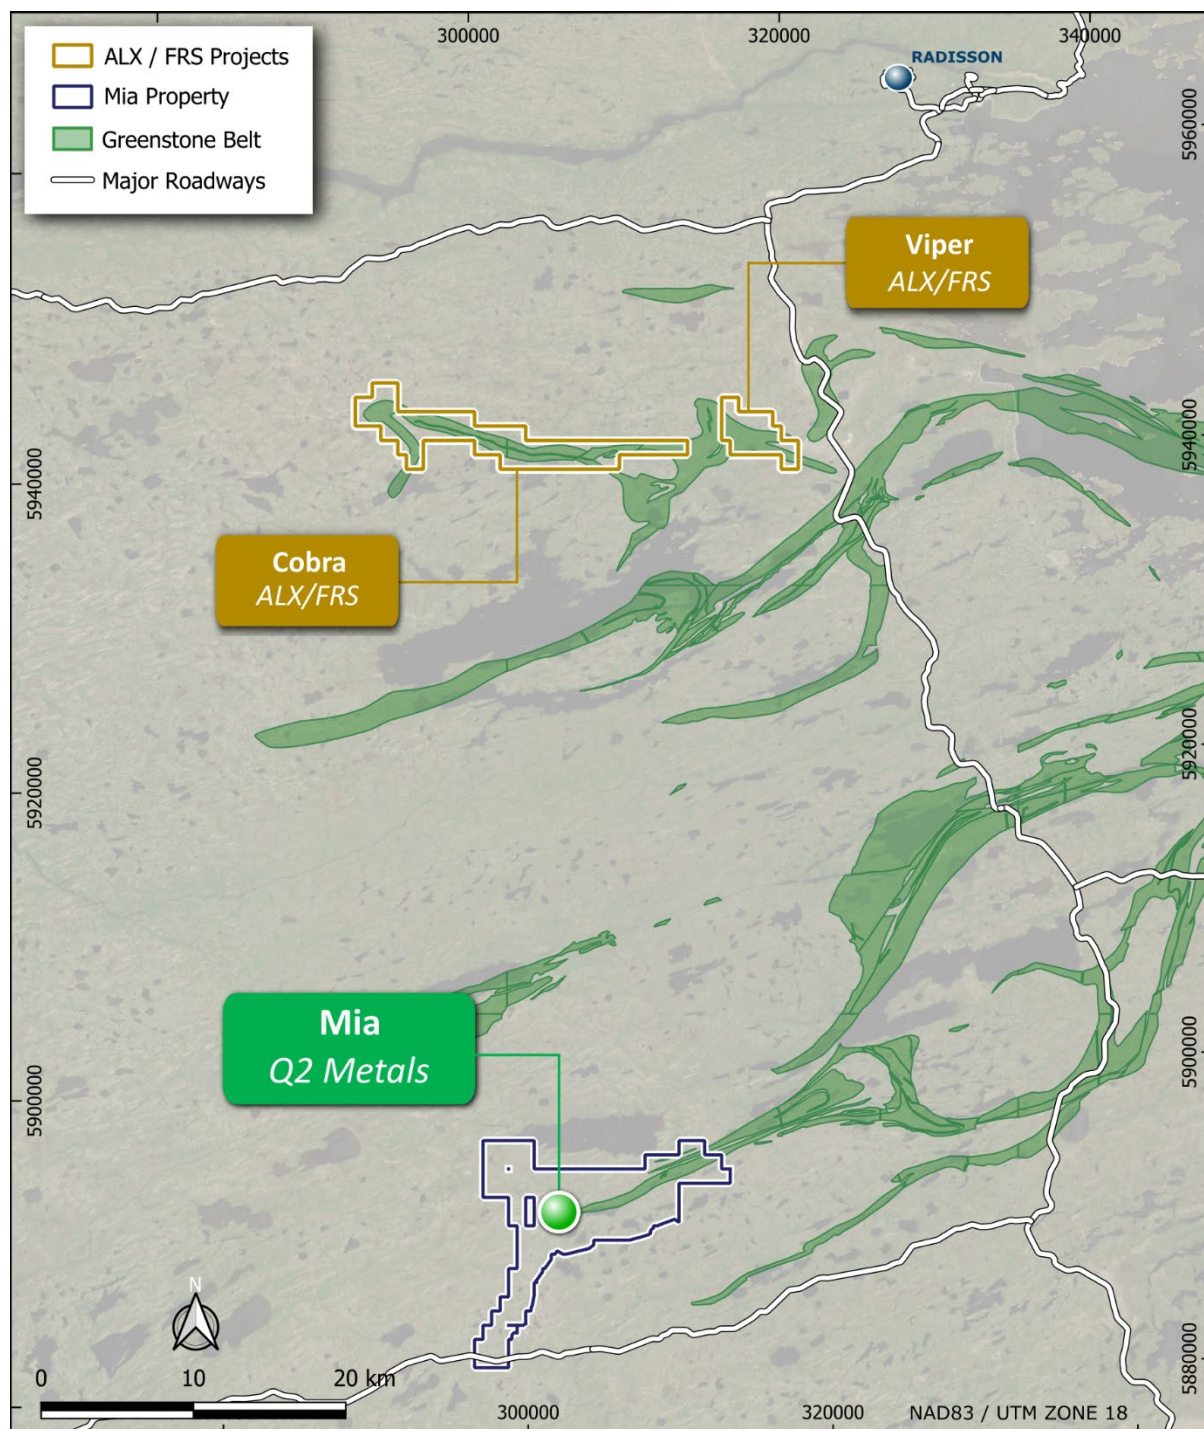 300000
320000
340000
ALX / FRS Projects
Mia Property
Greenstone Belt
Major Roadways
RADISSON
5960000
Viper
ALX/FRS
5940000
5940000
Cobra
ALX/FRS
5920000
5920000
Mia
Q2 Metals
5900000
5900000
N
5880000
0 10 20 km
300000
320000
NAD83 / UTM ZONE 18